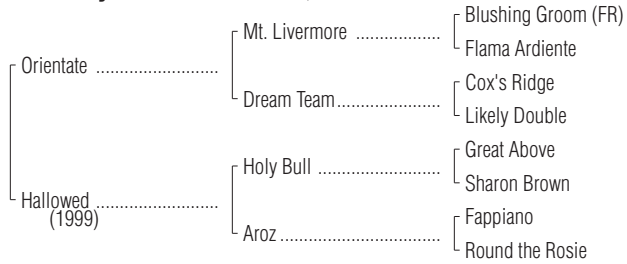 Blushing Groom (FR)
Mt. Livermore ..................
Flama Ardiente
Orientate ..........................
Cox's Ridge
Dream Team......................
Likely Double
Great Above
Holy Bull ..........................
Sharon Brown
Hallowed ..........................
(1999)
Fappiano
Aroz ..................................
Round the Rosie